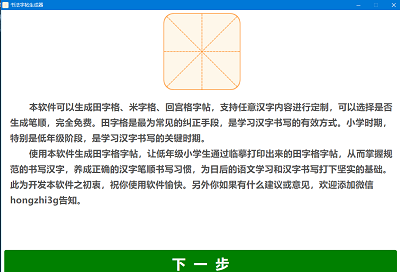 书法字帖生成器
本软件可以生成田字格、米字格、回宫格字帖，支持任意汉字内容进行定制，可以选择是否
生成笔顺，完全免费。田字格是最为常见的纠正手段，是学习汉字书写的有效方式。小学时期，
特别是低年级阶段，是学习汉字书写的关键时期。
使用本软件生成田字格字帖，让低年级小学生通过临摹打印出来的田字格字帖，从而掌握规
范的书写汉字，养成正确的汉字笔顺书写习惯，为日后的语文学习和汉字书写打下坚实的基础。
此为开发本软件之初衷，祝你使用软件愉快。另外你如果有什么建议或意见，欢迎添加微信
hongzhi3g告知。
下一步